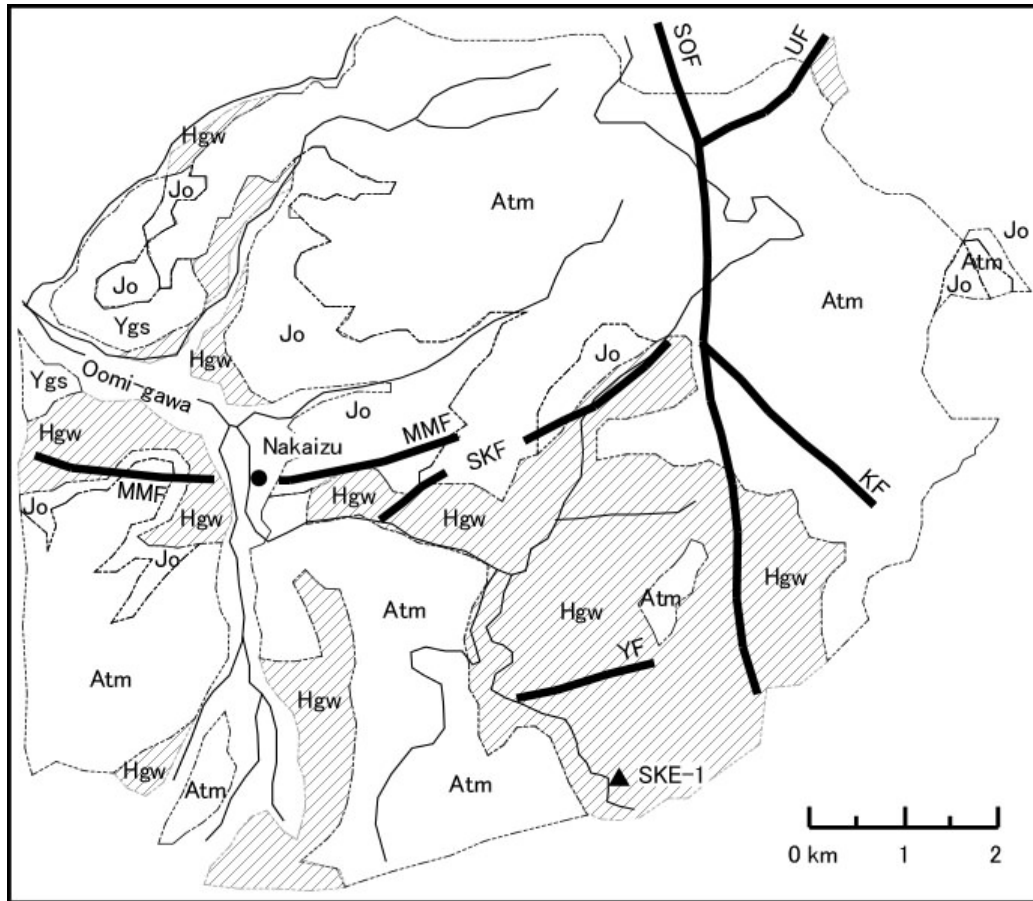 SOF
UF
Hgw
Jo
Atm
Jo
Atm
Jo
Atm
Jo
Ygs
Jo
Jo
Hgw
Ygs
Oomi-gawa
Jo
Hgw
Nakaizu
MMF
SKF
MMF
Hgw
KF
Jo
Hgw
Hgw
Jo
Hgw
Atm
Hgw
Atm
YF
Atm
Hgw
Hgw
Atm
Atm
SKE-1
0 km 1 2